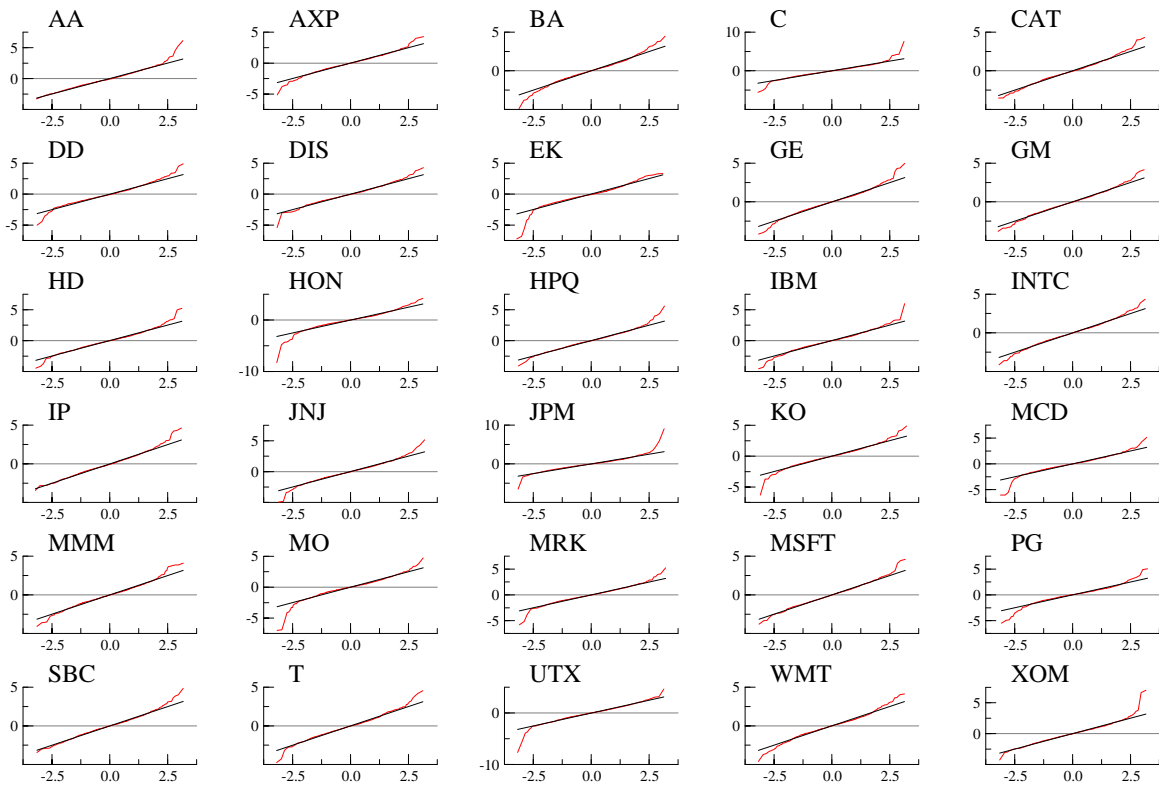 AA AXP BA C CAT
5 5 5 10 5
0 0 0 0 0
-5
-2.5 0.0 2.5 -2.5 0.0 2.5 -2.5 0.0 2.5 -2.5 0.0 2.5 -2.5 0.0 2.5
DD DIS EK GE GM
5 5 5 5 5
0 0 0 0 0
-5 -5 -5
-2.5 0.0 2.5 -2.5 0.0 2.5 -2.5 0.0 2.5 -2.5 0.0 2.5 -2.5 0.0 2.5
HD HON HPQ IBM INTC
5 5 5 5
0 0 0 0 0
-10
-2.5 0.0 2.5 -2.5 0.0 2.5 -2.5 0.0 2.5 -2.5 0.0 2.5 -2.5 0.0 2.5
IP JNJ JPM KO MCD
5 5 10 5 5
0 0 0 0 0
-5 -5
-2.5 0.0 2.5 -2.5 0.0 2.5 -2.5 0.0 2.5 -2.5 0.0 2.5 -2.5 0.0 2.5
MMM MO MRK MSFT PG
5 5 5 5 5
0 0 0 0 0
-5 -5 -5
-2.5 0.0 2.5 -2.5 0.0 2.5 -2.5 0.0 2.5 -2.5 0.0 2.5 -2.5 0.0 2.5
SBC T UTX WMT XOM
5 5 5 5 5
0 0 0 0 0
-10
-2.5 0.0 2.5 -2.5 0.0 2.5 -2.5 0.0 2.5 -2.5 0.0 2.5 -2.5 0.0 2.5